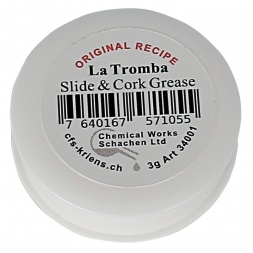 ORIGINAL RECIPE
La Tromba
Slide & Cork Grease
7 640167 571055
Chemical Works
Schachen Ltd
cfs-kriens.ch
3g Art 34001